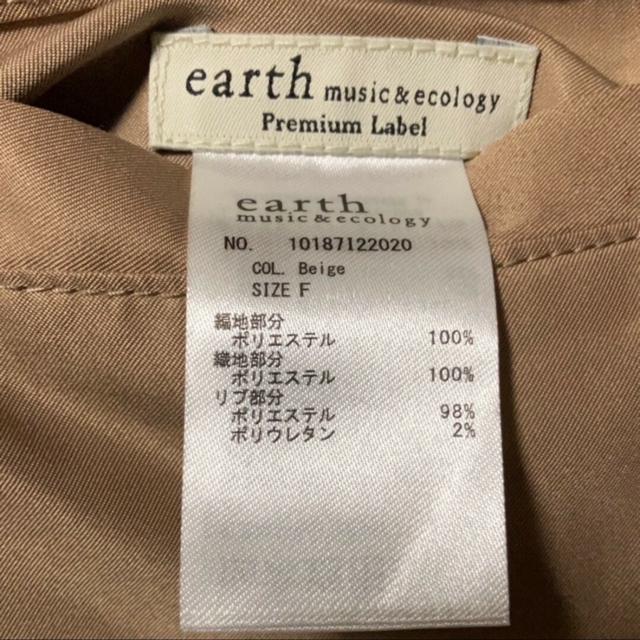 earth music&ecology
Premium Label
earth
music&ecology
NO. 10187122020
COL. Beige
SIZE F
編地部分
ポリエステル 100%
織地部分
ポリエステル 100%
リブ部分
ポリエステル 98%
ポリウレタン 2%